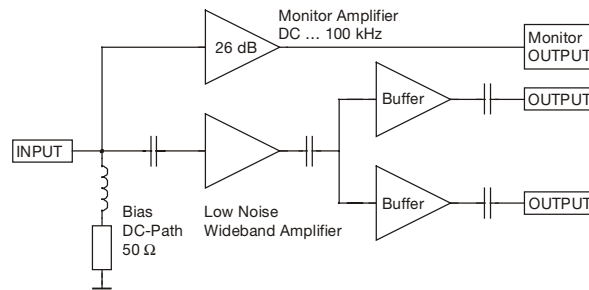 Monitor Amplifier
DC ... 100 kHz
26 dB
Monitor
OUTPUT
Buffer
OUTPUT
INPUT
Bias
DC-Path
50 Ω
Low Noise
Wideband Amplifier
Buffer
OUTPUT